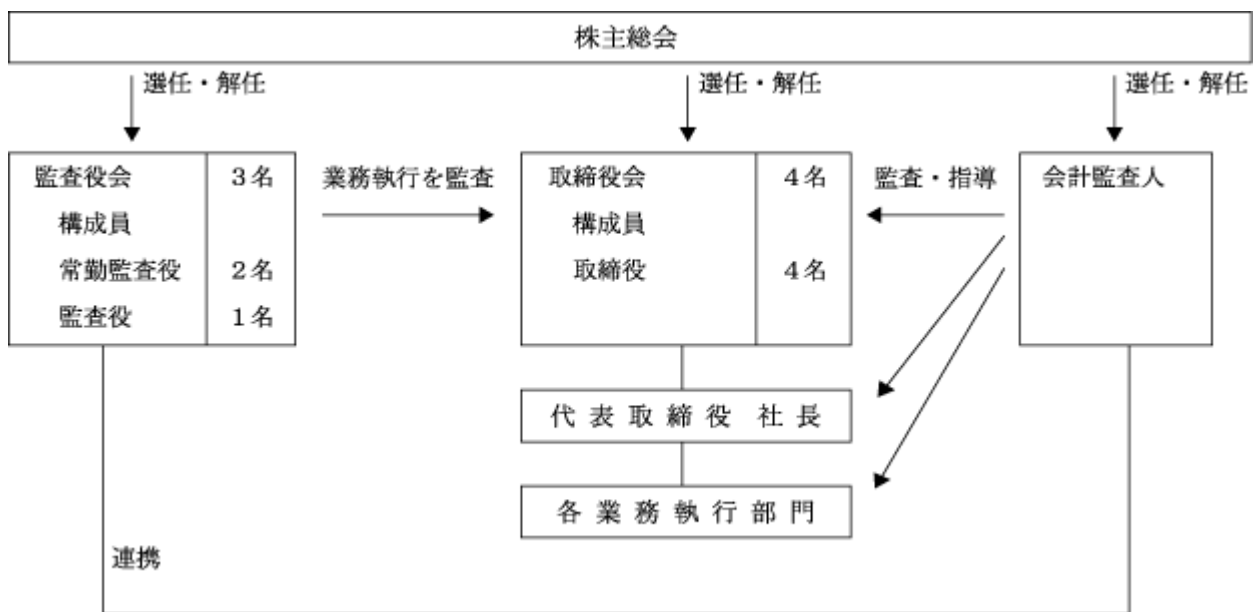 株主総会
選任・解任
選任・解任
選任・解任
監査役会 3名
構成員
常勤監査役 2名
監査役 1名
業務執行を監査
取締役会 4名
構成員
取締役 4名
監査・指導
会計監査人
代表取締役 社長
各業務執行部門
連携